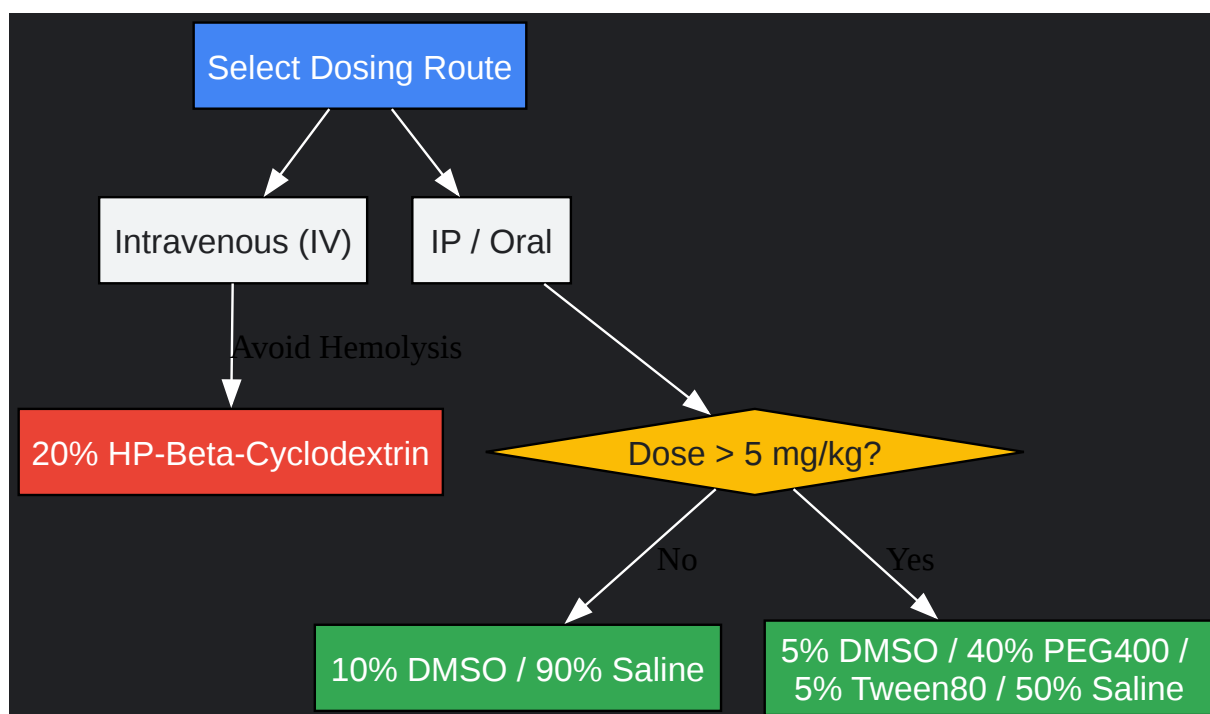 Select Dosing Route
Intravenous (IV)
IP / Oral
Avoid Hemolysis
20% HP-Beta-Cyclodextrin
Dose > 5 mg/kg?
No
Yes
10% DMSO / 90% Saline
5% DMSO / 40% PEG400 /
5% Tween80 / 50% Saline